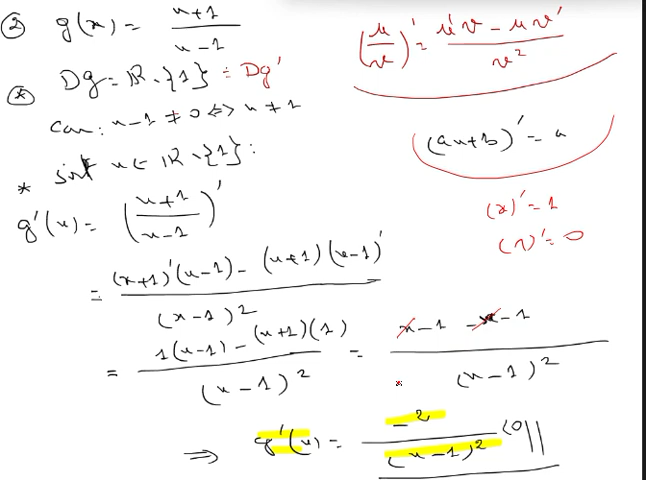 ② g(x) = x+1 / x-1
(u/v)' = u'v - uv' / v²
* Dg = ℝ \ {1} = Dg'
car : x-1 ≠ 0 ⇔ x ≠ 1
(ax+b)' = a
* soit x ∈ ℝ \ {1} :
(x)' = 1
g'(x) = (x+1 / x-1)'
(1)' = 0
= (x+1)'(x-1) - (x+1)(x-1)' / (x-1)²
= 1(x-1) - (x+1)(1) / (x-1)² = x-1 -x-1 / (x-1)²
⇒ g'(x) = -2 / (x-1)² <0